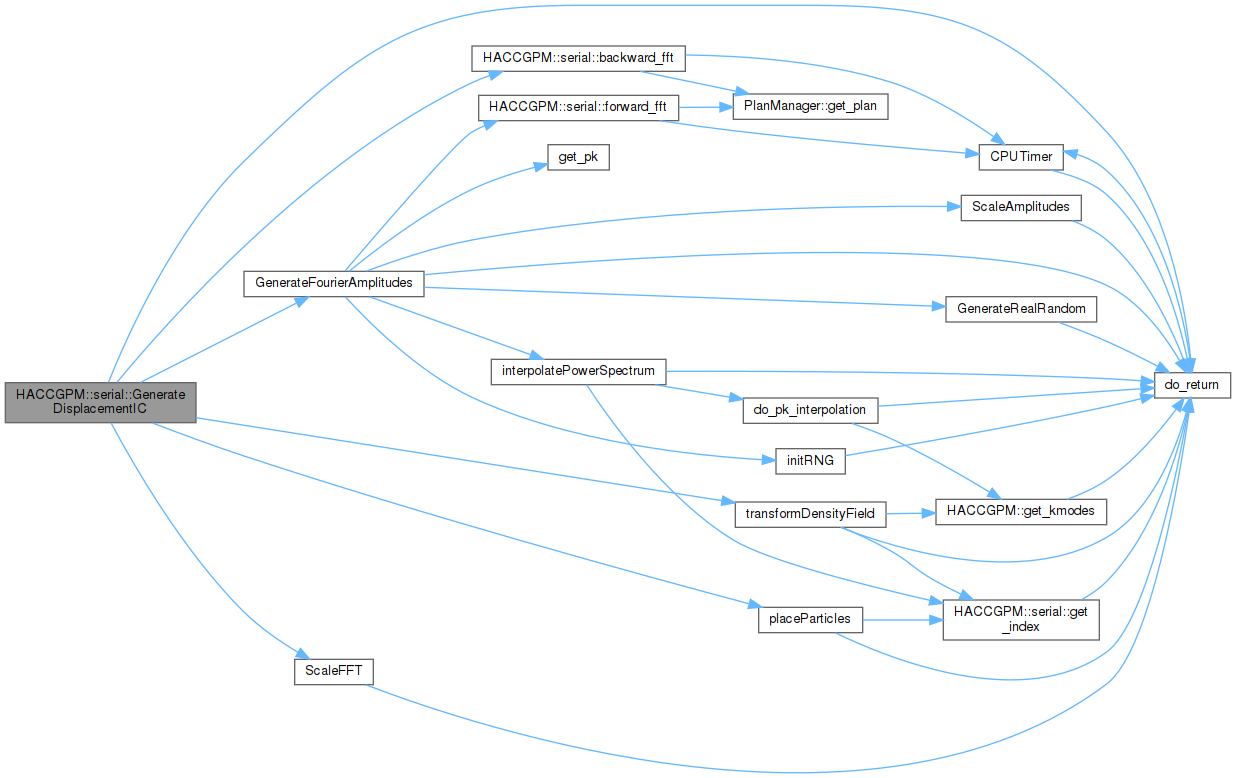 HACCGPM::serial::backward_fft
PlanManager::get_plan
HACCGPM::serial::forward_fft
get_pk
CPUTimer
ScaleAmplitudes
GenerateFourierAmplitudes
GenerateRealRandom
interpolatePowerSpectrum
do_return
HACCGPM::serial::Generate
DisplacementIC
do_pk_interpolation
initRNG
transformDensityField
HACCGPM::get_kmodes
placeParticles
HACCGPM::serial::get
_index
ScaleFFT